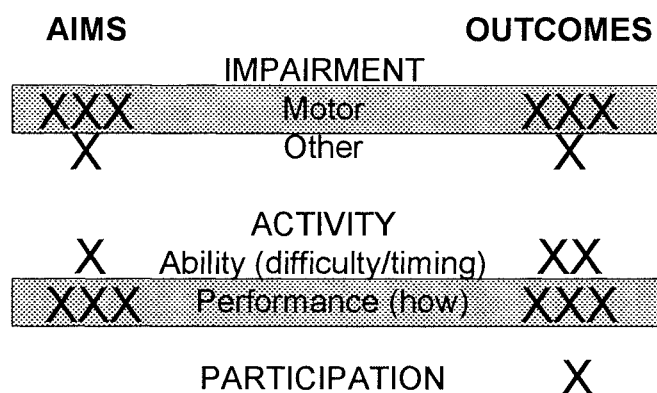 AIMS OUTCOMES
IMPAIRMENT
XXX Motor XXX
X Other X
ACTIVITY
X Ability (difficulty/timing) XX
XXX Performance (how) XXX
PARTICIPATION X